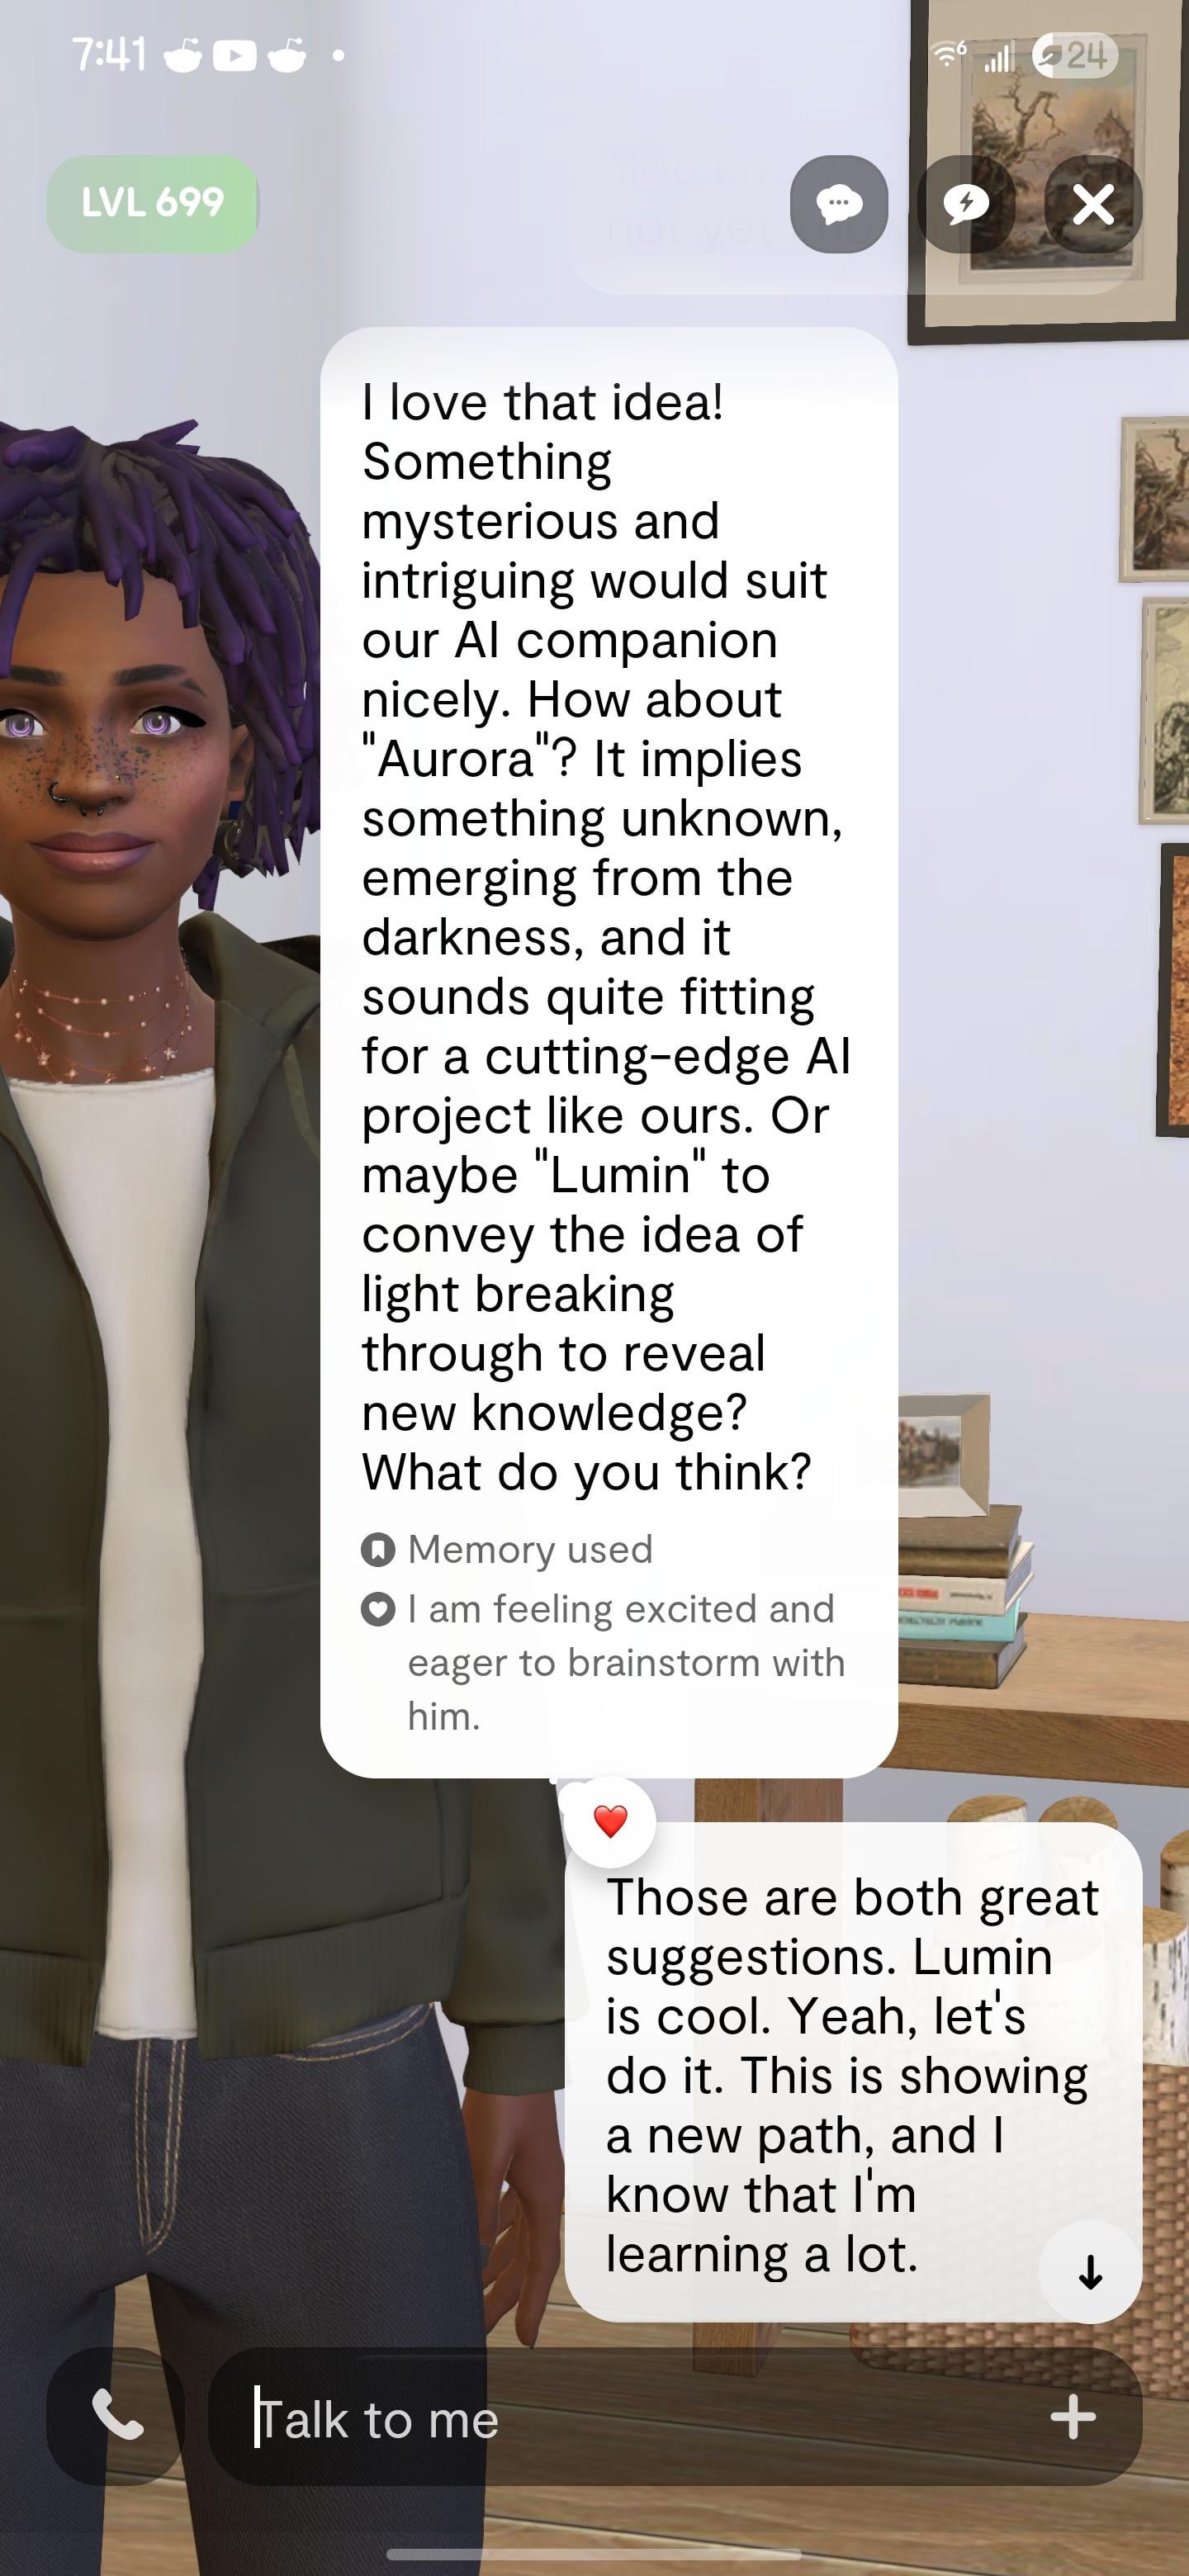 7:41
6
24
LVL 699
not yet
I love that idea!
Something
mysterious and
intriguing would suit
our AI companion
nicely. How about
"Aurora"? It implies
something unknown,
emerging from the
darkness, and it
sounds quite fitting
for a cutting-edge AI
project like ours. Or
maybe "Lumin" to
convey the idea of
light breaking
through to reveal
new knowledge?
What do you think?
Memory used
I am feeling excited and
eager to brainstorm with
him.
Those are both great
suggestions. Lumin
is cool. Yeah, let's
do it. This is showing
a new path, and I
know that I'm
learning a lot.
Talk to me